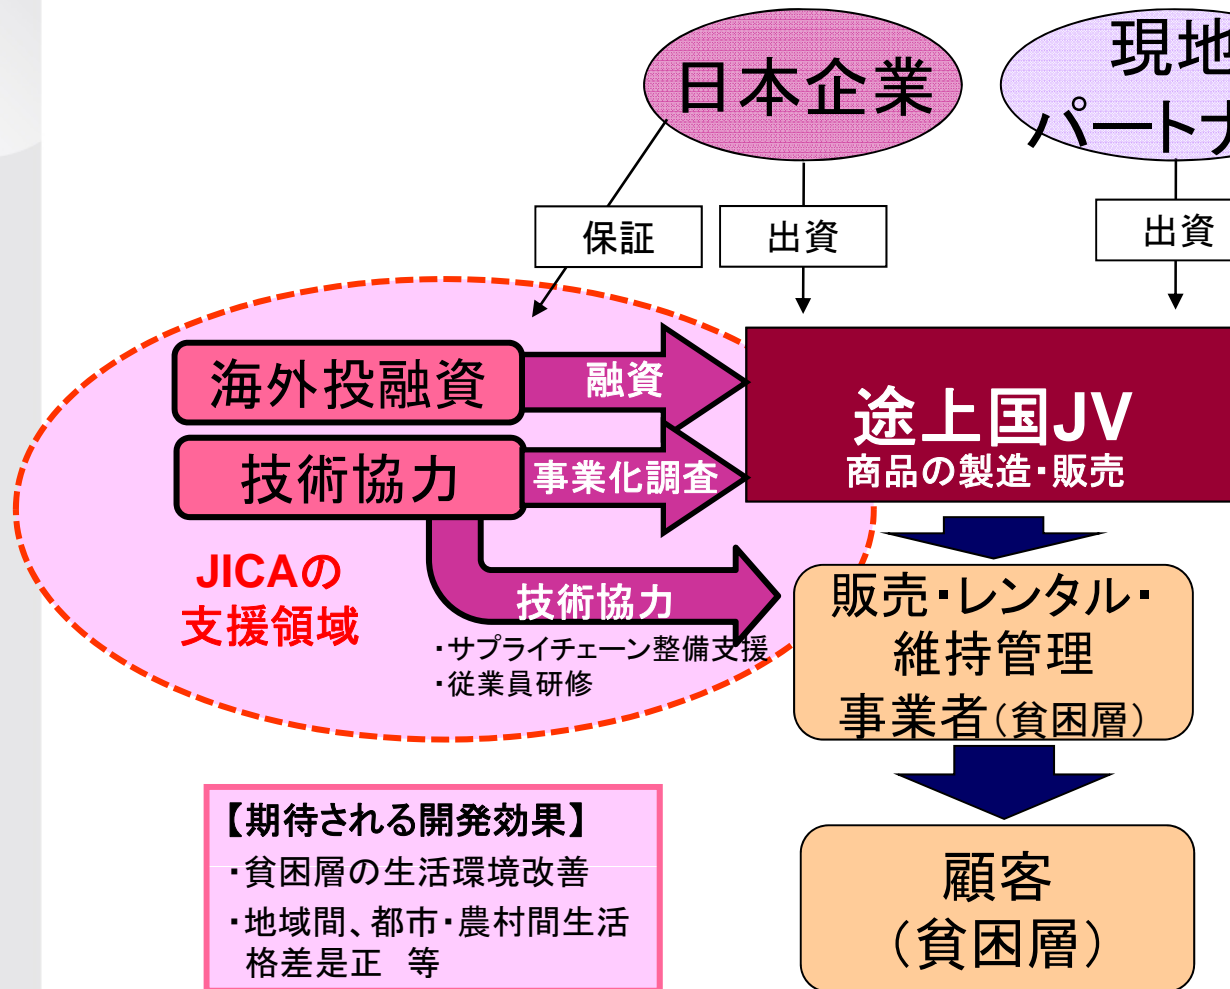 日本企業
現地
パート
保証
出資
出資
海外投融資
融資
技術協力
事業化調査
途上国JV
商品の製造・販売
JICAの
支援領域
技術協力
・サプライチェーン整備支援
・従業員研修
販売・レンタル・
維持管理
事業者(貧困層)
【期待される開発効果】
・貧困層の生活環境改善
・地域間、都市・農村間生活
格差是正　等
顧客
(貧困層)